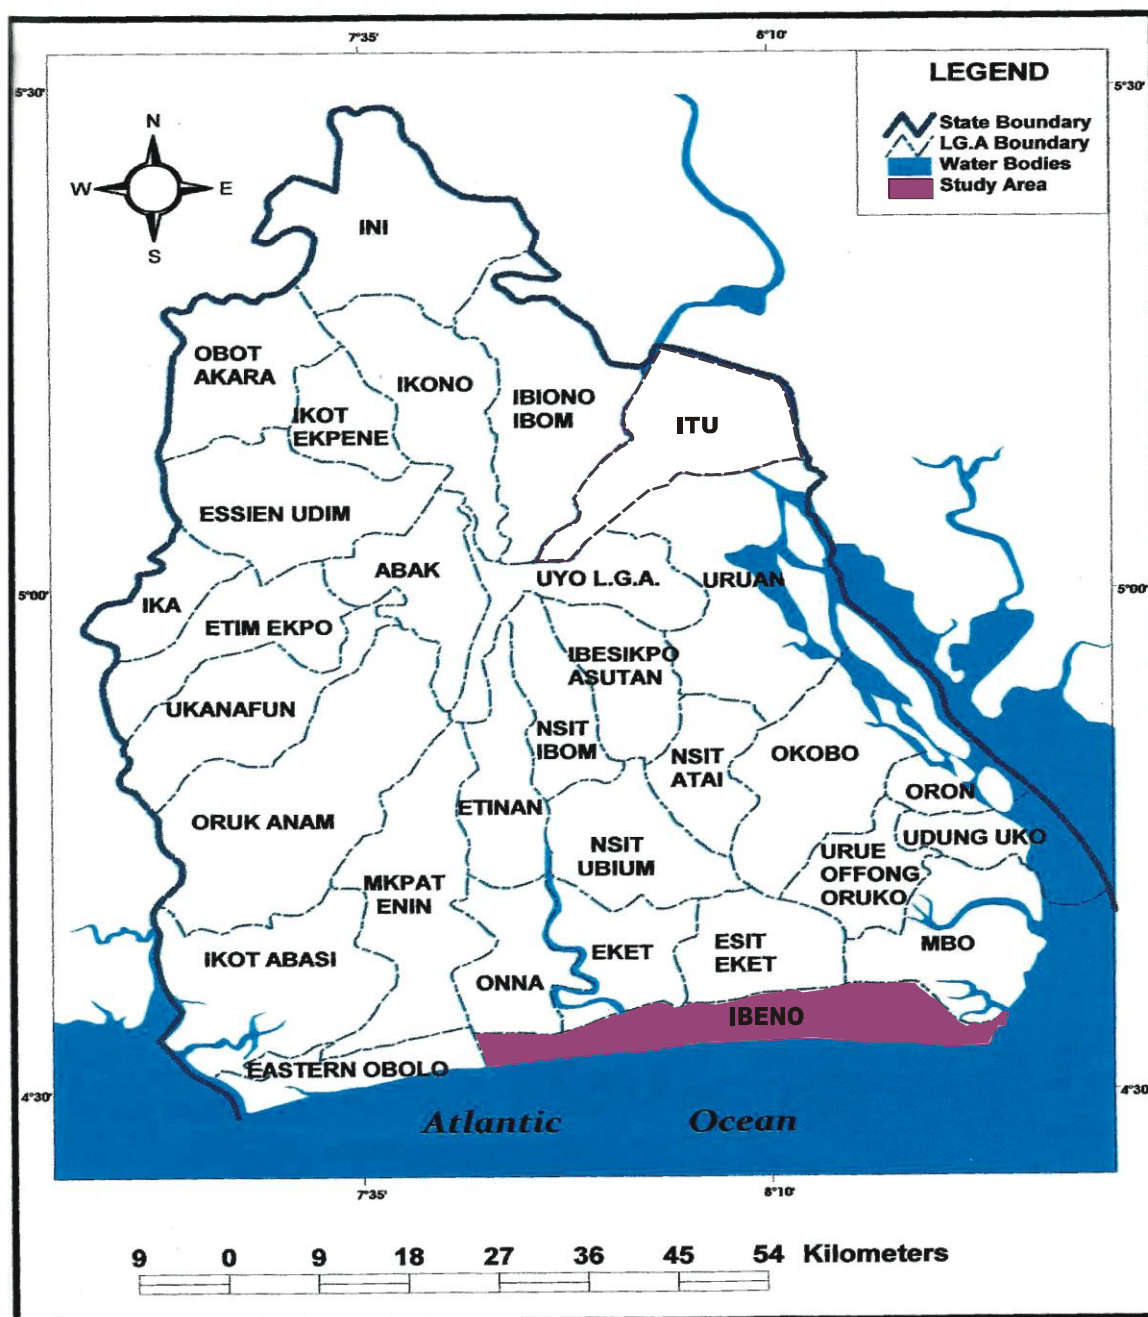 7°35'
8°10'
5°30'
5°30'
LEGEND
State Boundary
LG.A Boundary
Water Bodies
Study Area
N
W
E
S
INI
OBOT
AKARA
IKONO
IBIONO
IBOM
ITU
IKOT
EKPENE
ESSIEN UDIM
ABAK
UYO L.G.A.
URUAN
5°00'
5°00'
IKA
ETIM EKPO
IBESIKPO
ASUTAN
UKANAFUN
NSIT
IBOM
NSIT
ATAI
OKOBO
ORON
ETINAN
ORUK ANAM
UDUNG UKO
NSIT
UBIUM
URUE
OFFONG
ORUKO
MKPAT
ENIN
MBO
IKOT ABASI
EKET
ESIT
EKET
ONNA
IBENO
EASTERN OBOLO
4°30'
4°30'
Atlantic Ocean
7°35'
8°10'
9 0 9 18 27 36 45 54 Kilometers